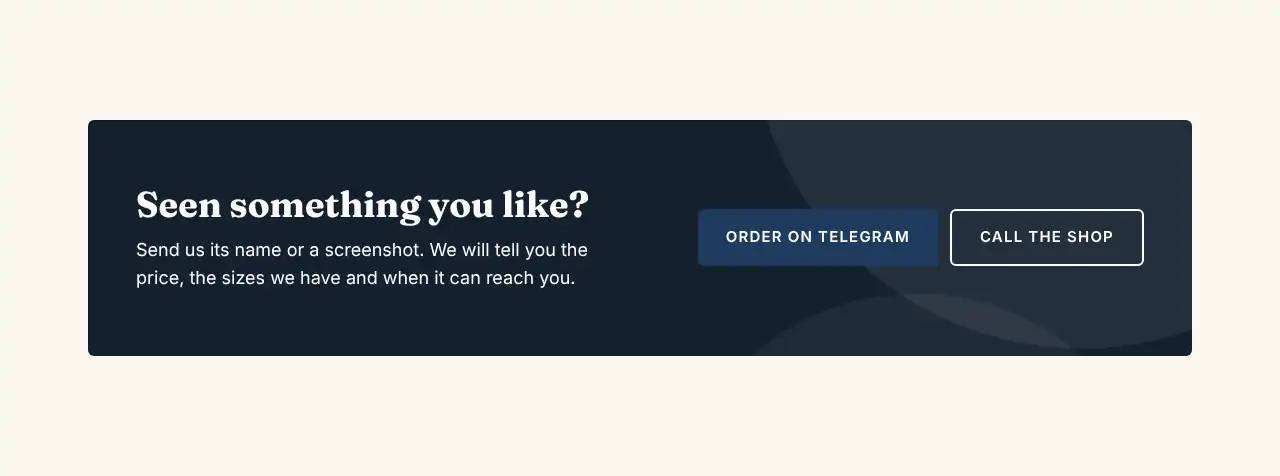 Seen something you like?
Send us its name or a screenshot. We will tell you the
price, the sizes we have and when it can reach you.
ORDER ON TELEGRAM
CALL THE SHOP